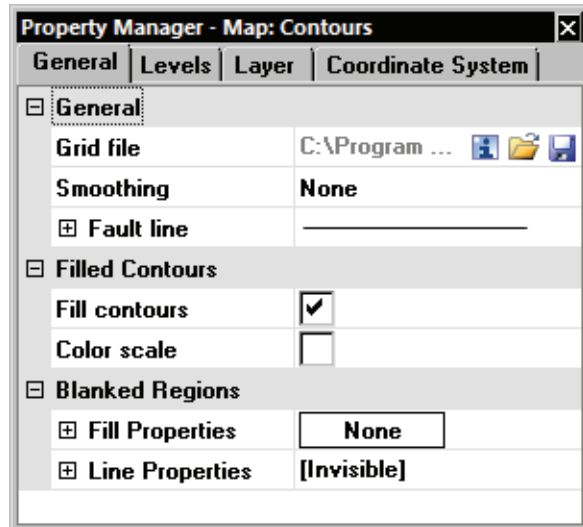 Property Manager - Map: Contours
General Levels Layer Coordinate System
General
Grid file C:\Program ...
Smoothing None
Fault line
Filled Contours
Fill contours
Color scale
Blanked Regions
Fill Properties None
Line Properties [Invisible]